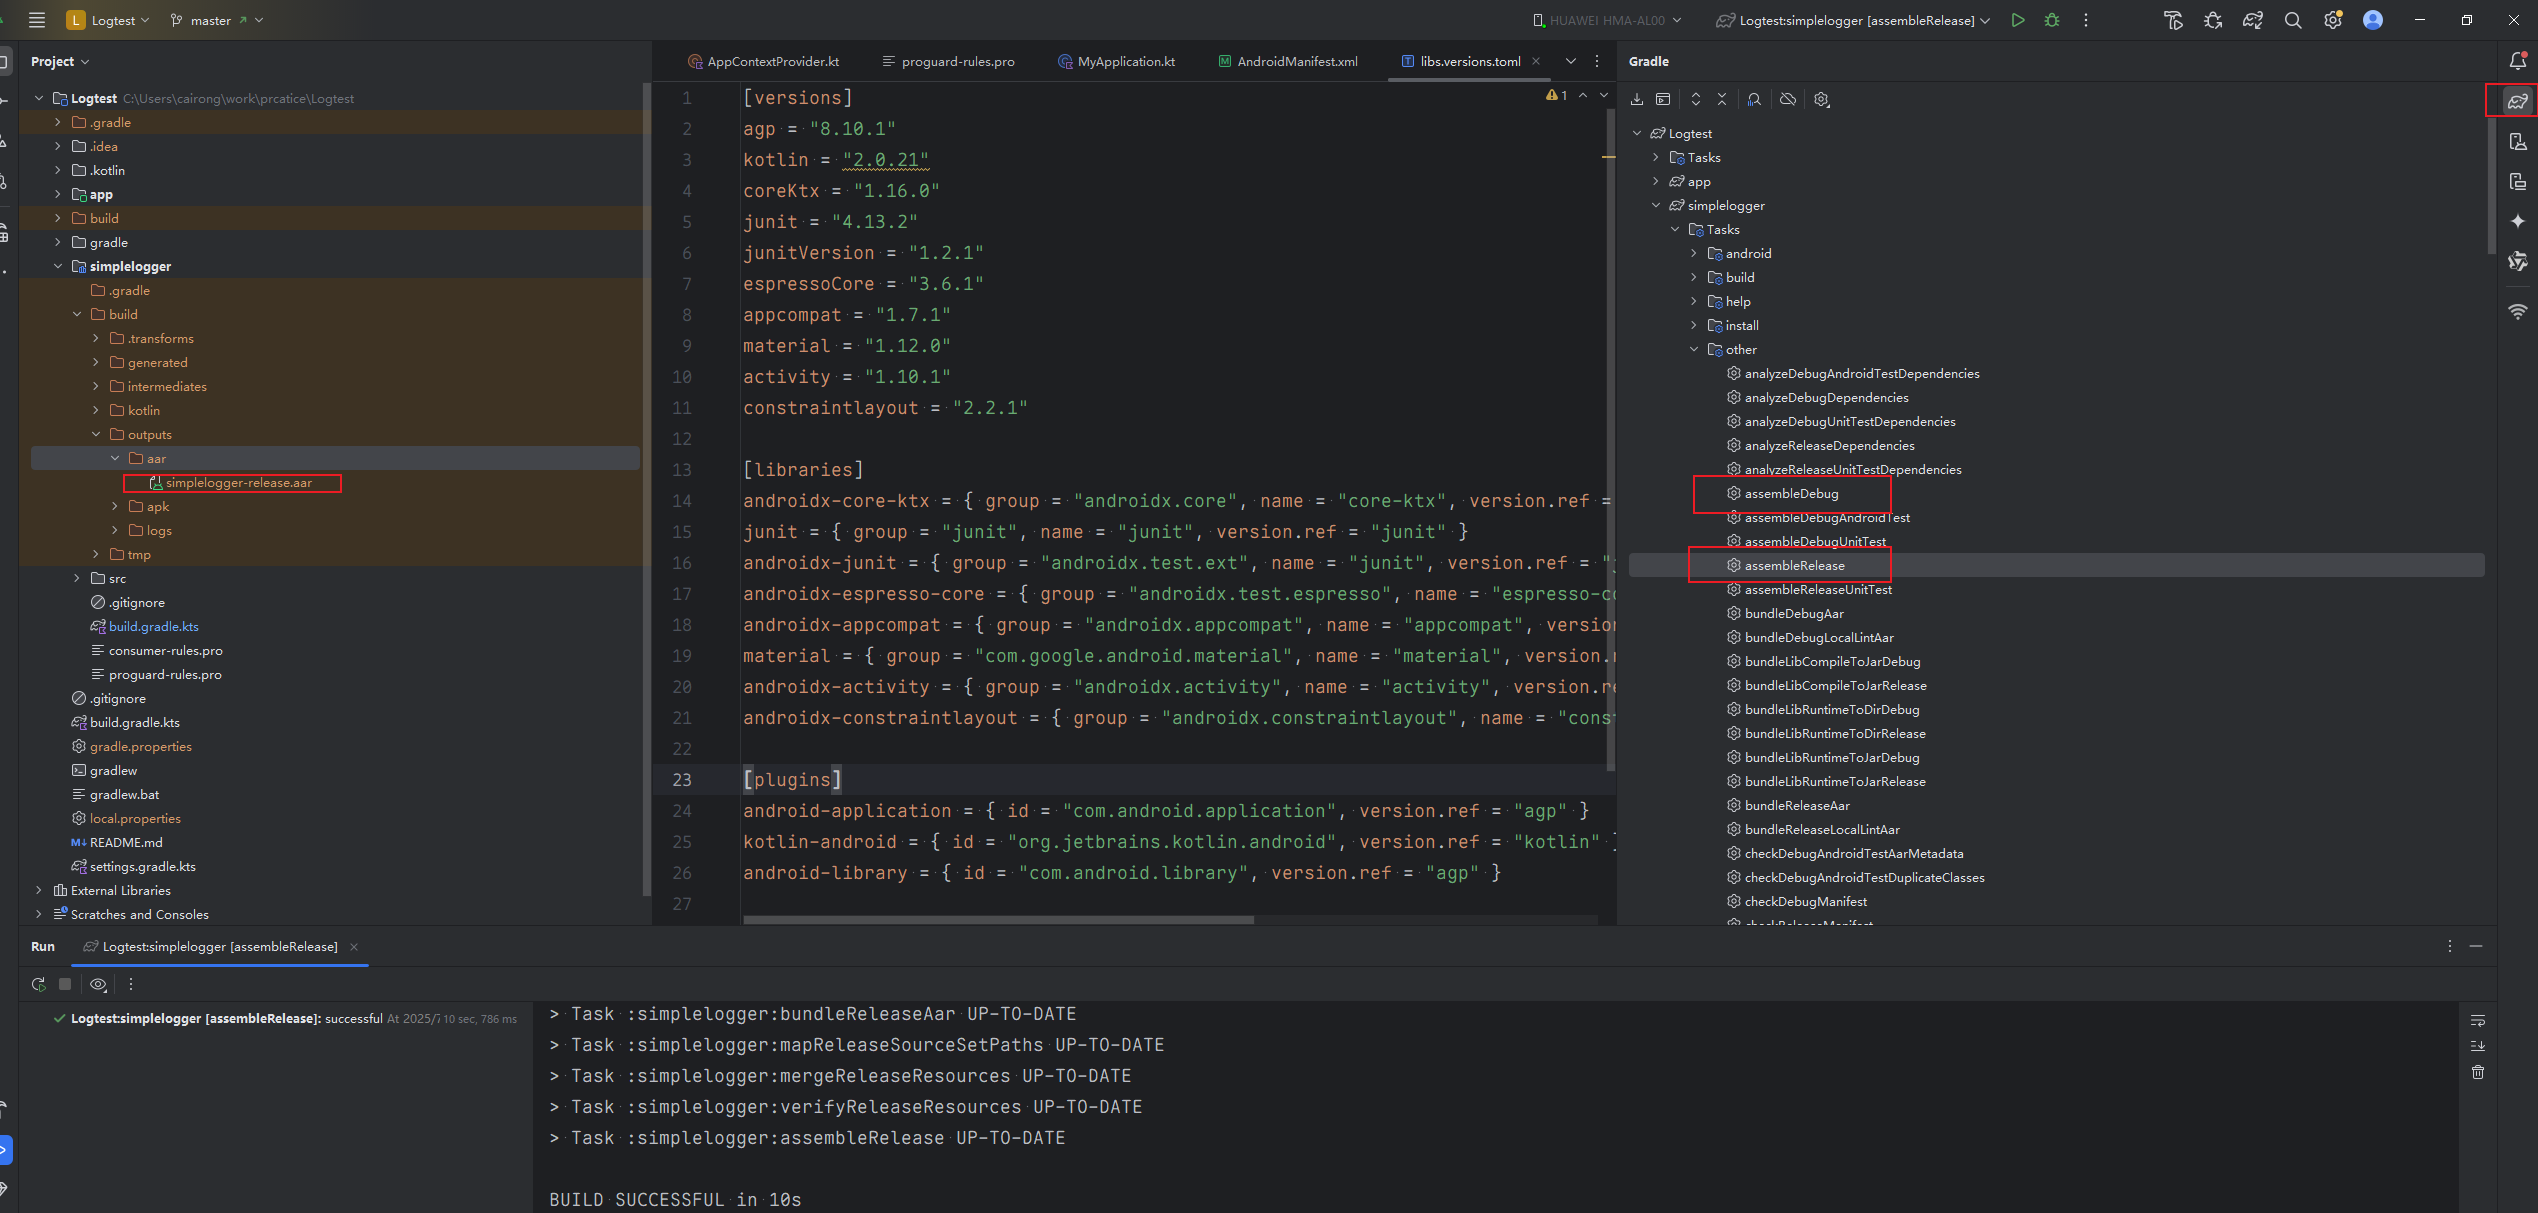 L Logtest master
HUAWEI HMA-AL00 Logtest:simplelogger [assembleRelease]
Project
Logtest C:\Users\cairong\work\prcatice\Logtest
.gradle
.idea
.kotlin
app
build
gradle
simplelogger
.gradle
build
.transforms
generated
intermediates
kotlin
outputs
aar
simplelogger-release.aar
apk
logs
tmp
src
.gitignore
build.gradle.kts
consumer-rules.pro
proguard-rules.pro
.gitignore
build.gradle.kts
gradle.properties
gradlew
gradlew.bat
local.properties
M↓ README.md
settings.gradle.kts
External Libraries
Scratches and Consoles
AppContextProvider.kt proguard-rules.pro MyApplication.kt AndroidManifest.xml libs.versions.toml
1
1 [versions]
2 agp = "8.10.1"
3 kotlin = "2.0.21"
4 coreKtx = "1.16.0"
5 junit = "4.13.2"
6 junitVersion = "1.2.1"
7 espressoCore = "3.6.1"
8 appcompat = "1.7.1"
9 material = "1.12.0"
10 activity = "1.10.1"
11 constraintlayout = "2.2.1"
12
13 [libraries]
14 androidx-core-ktx = { group = "androidx.core", name = "core-ktx", version.ref =
15 junit = { group = "junit", name = "junit", version.ref = "junit" }
16 androidx-junit = { group = "androidx.test.ext", name = "junit", version.ref = "
17 androidx-espresso-core = { group = "androidx.test.espresso", name = "espresso-co
18 androidx-appcompat = { group = "androidx.appcompat", name = "appcompat", version
19 material = { group = "com.google.android.material", name = "material", version.r
20 androidx-activity = { group = "androidx.activity", name = "activity", version.re
21 androidx-constraintlayout = { group = "androidx.constraintlayout", name = "const
22
23 [plugins]
24 android-application = { id = "com.android.application", version.ref = "agp" }
25 kotlin-android = { id = "org.jetbrains.kotlin.android", version.ref = "kotlin" }
26 android-library = { id = "com.android.library", version.ref = "agp" }
27
Gradle
Logtest
Tasks
app
simplelogger
Tasks
android
build
help
install
other
analyzeDebugAndroidTestDependencies
analyzeDebugDependencies
analyzeDebugUnitTestDependencies
analyzeReleaseDependencies
analyzeReleaseUnitTestDependencies
assembleDebug
assembleDebugAndroidTest
assembleDebugUnitTest
assembleRelease
assembleReleaseUnitTest
bundleDebugAar
bundleDebugLocalLintAar
bundleLibCompileToJarDebug
bundleLibCompileToJarRelease
bundleLibRuntimeToDirDebug
bundleLibRuntimeToDirRelease
bundleLibRuntimeToJarDebug
bundleLibRuntimeToJarRelease
bundleReleaseAar
bundleReleaseLocalLintAar
checkDebugAndroidTestAarMetadata
checkDebugAndroidTestDuplicateClasses
checkDebugManifest
checkReleaseManifest
Run Logtest:simplelogger [assembleRelease]
Logtest:simplelogger [assembleRelease]: successful At 2025/7 10 sec, 786 ms
> Task :simplelogger:bundleReleaseAar UP-TO-DATE
> Task :simplelogger:mapReleaseSourceSetPaths UP-TO-DATE
> Task :simplelogger:mergeReleaseResources UP-TO-DATE
> Task :simplelogger:verifyReleaseResources UP-TO-DATE
> Task :simplelogger:assembleRelease UP-TO-DATE
BUILD SUCCESSFUL in 10s